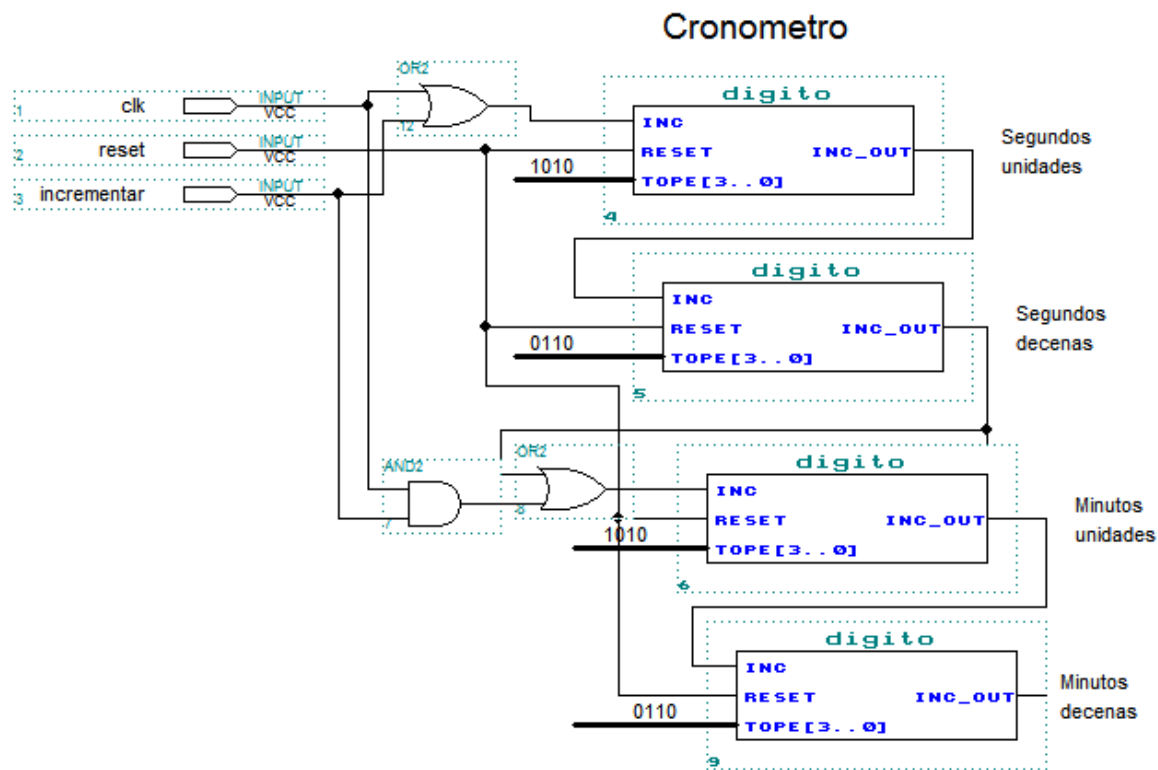 Cronometro
OR2
12
1 clk INPUT VCC
2 reset INPUT VCC
3 incrementar INPUT VCC
digito
INC
RESET INC_OUT
1010 TOPE[3..0]
4
Segundos
unidades
digito
INC
RESET INC_OUT
0110 TOPE[3..0]
5
Segundos
decenas
AND2
7
OR2
8
digito
INC
RESET INC_OUT
1010 TOPE[3..0]
6
Minutos
unidades
digito
INC
RESET INC_OUT
0110 TOPE[3..0]
9
Minutos
decenas